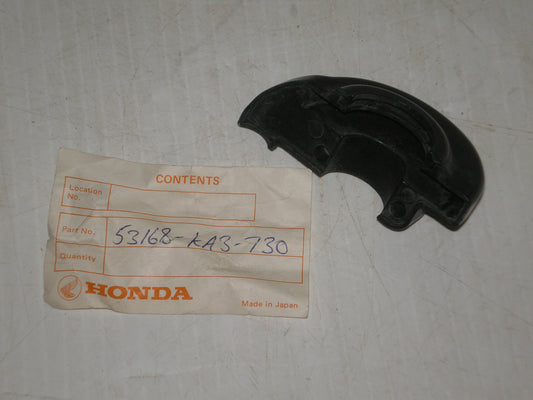 CONTENTS
Location No.
Part No. 53168-KA3-730
Quantity
HONDA
Made in Japan